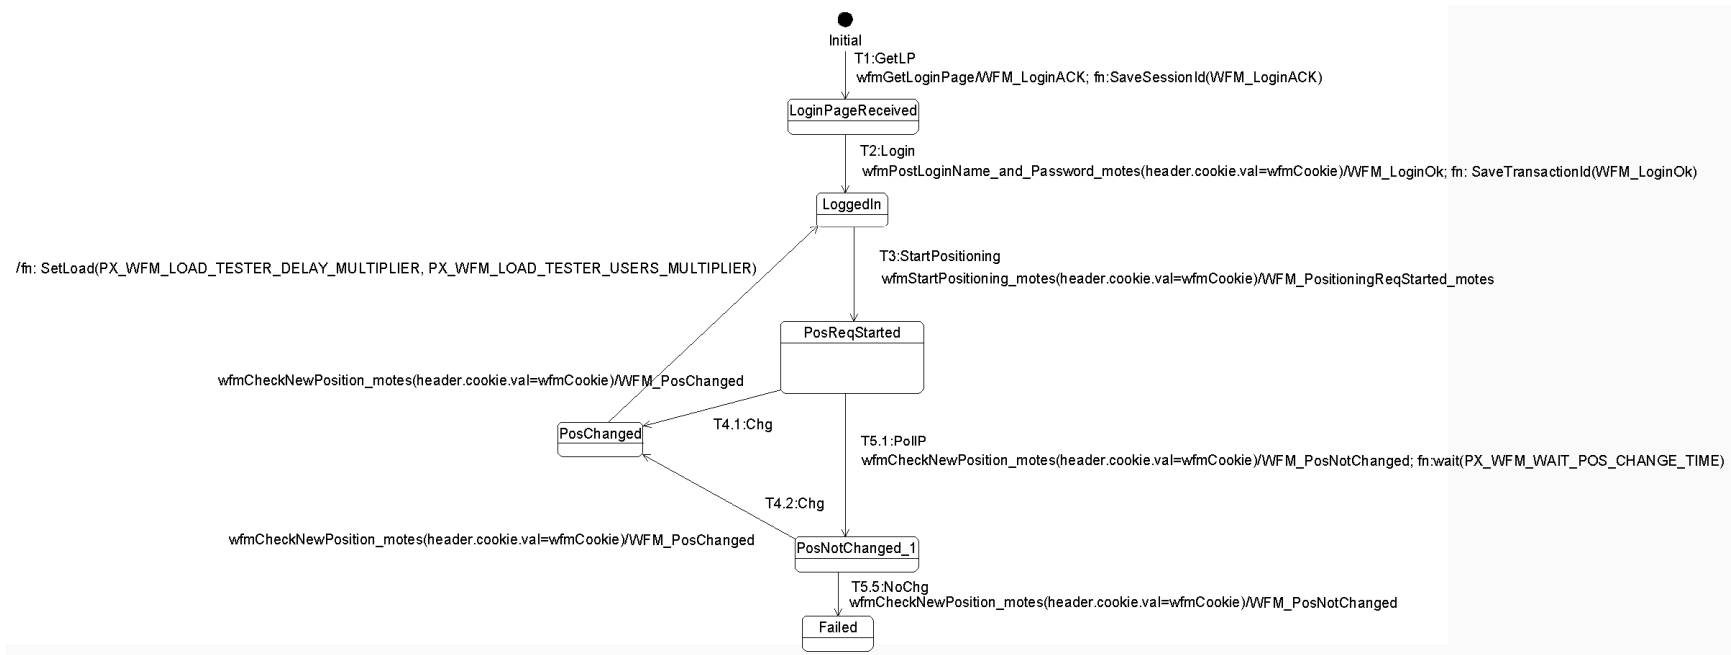 Initial
T1:GetLP
wfmGetLoginPage/WFM_LoginACK; fn:SaveSessionId(WFM_LoginACK)
LoginPageReceived
T2:Login
wfmPostLoginName_and_Password_motes(header.cookie.val=wfmCookie)/WFM_LoginOk; fn: SaveTransactionId(WFM_LoginOk)
LoggedIn
T3:StartPositioning
/fn: SetLoad(PX_WFM_LOAD_TESTER_DELAY_MULTIPLIER, PX_WFM_LOAD_TESTER_USERS_MULTIPLIER)
wfmStartPositioning_motes(header.cookie.val=wfmCookie)/WFM_PositioningReqStarted_motes
PosReqStarted
wfmCheckNewPosition_motes(header.cookie.val=wfmCookie)/WFM_PosChanged
T4.1:Chg
PosChanged
T5.1:PollP
wfmCheckNewPosition_motes(header.cookie.val=wfmCookie)/WFM_PosNotChanged; fn:wait(PX_WFM_WAIT_POS_CHANGE_TIME)
T4.2:Chg
wfmCheckNewPosition_motes(header.cookie.val=wfmCookie)/WFM_PosChanged
PosNotChanged_1
T5.5:NoChg
wfmCheckNewPosition_motes(header.cookie.val=wfmCookie)/WFM_PosNotChanged
Failed